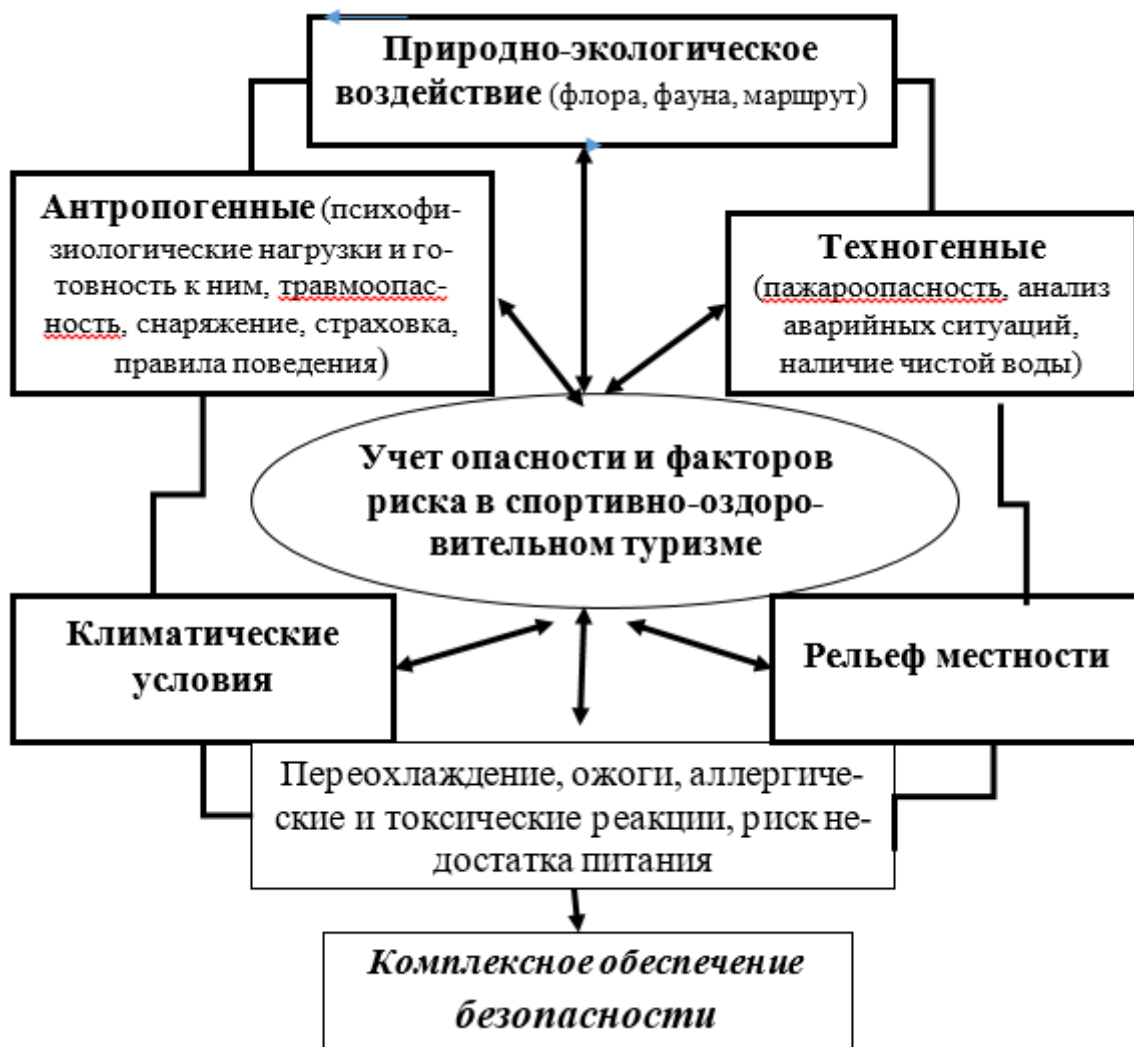 Природно-экологическое
воздействие (флора, фауна, маршрут)
Антропогенные (психофи-
зиологические нагрузки и го-
товность к ним, травмоопас-
ность, снаряжение, страховка,
правила поведения)
Техногенные
(пажароопасность, анализ
аварийных ситуаций,
наличие чистой воды)
Учет опасности и факторов
риска в спортивно-оздоро-
вительном туризме
Климатические
условия
Рельеф местности
Переохлаждение, ожоги, аллергиче-
ские и токсические реакции, риск не-
достатка питания
Комплексное обеспечение
безопасности